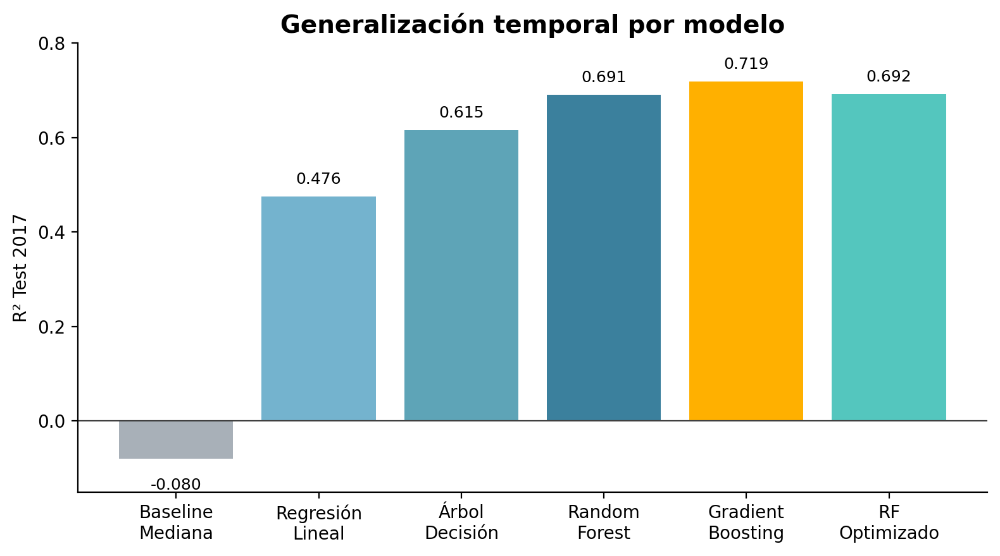 Generalización temporal por modelo
R² Test 2017
0.8
0.6
0.4
0.2
0.0
-0.080
0.476
0.615
0.691
0.719
0.692
Baseline
Mediana
Regresión
Lineal
Árbol
Decisión
Random
Forest
Gradient
Boosting
RF
Optimizado